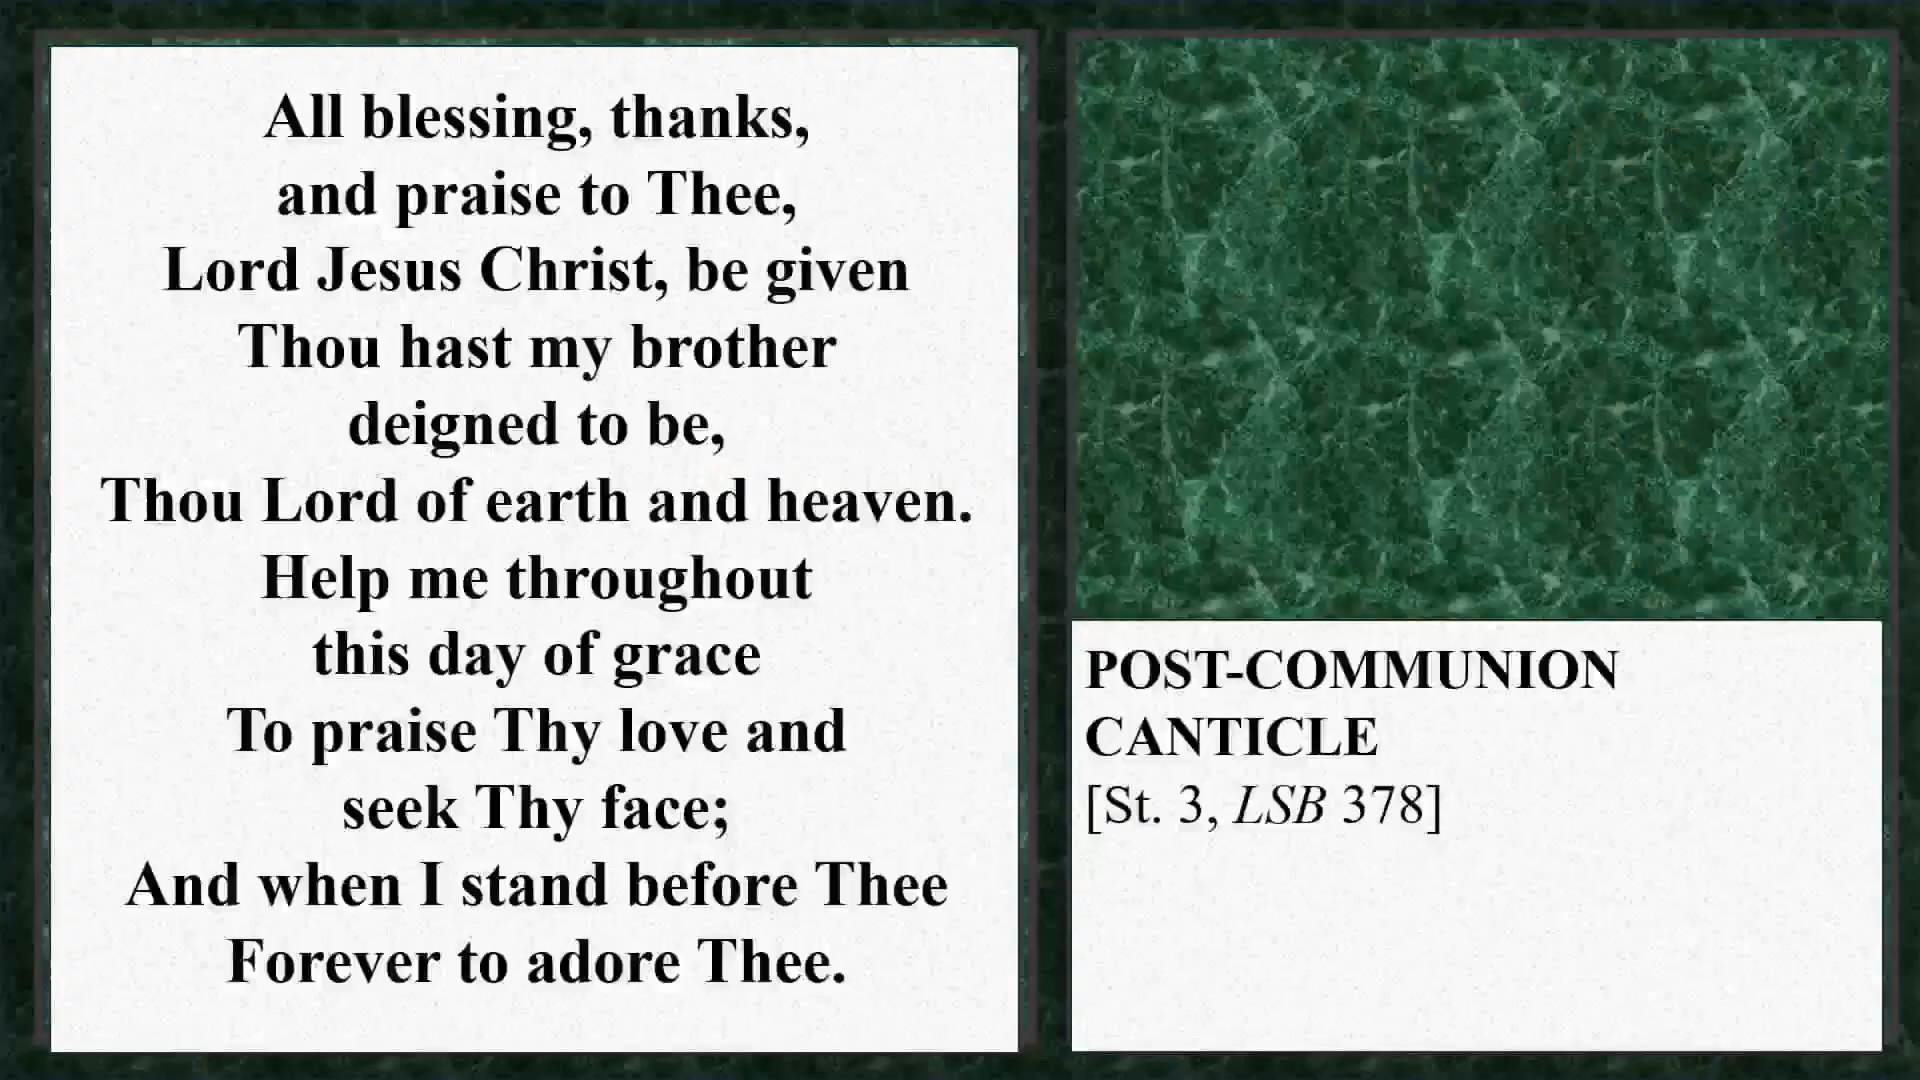 All blessing, thanks,
and praise to Thee,
Lord Jesus Christ, be given
Thou hast my brother
deigned to be,
Thou Lord of earth and heaven.
Help me throughout
this day of grace
To praise Thy love and
seek Thy face;
And when I stand before Thee
Forever to adore Thee.
POST-COMMUNION
CANTICLE
[St. 3, LSB 378]